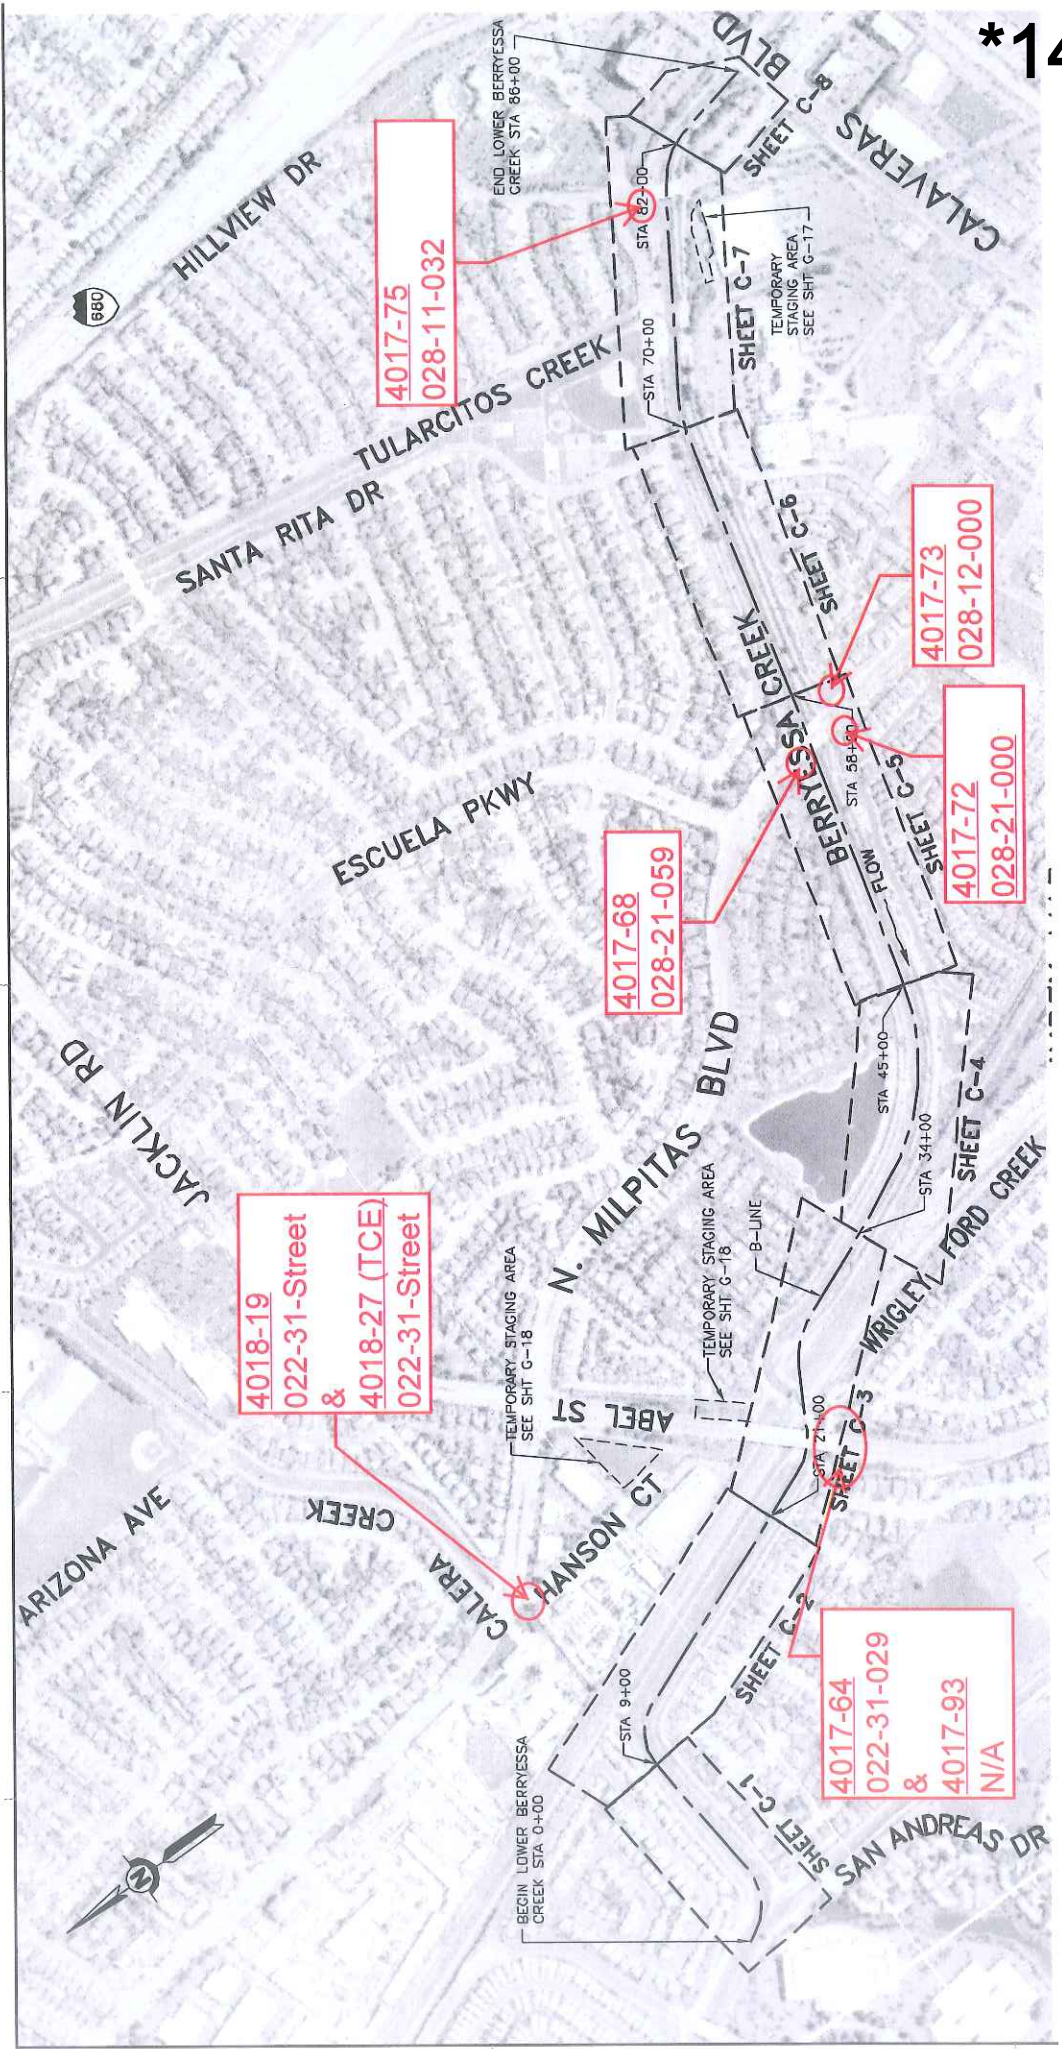 *14
BEGIN LOWER BERRYESSA
CREEK STA 0+00
STA 9+00
SHEET C-1
SAN ANDREAS DR
ARIZONA AVE
CALERA
CREEK
HANSON CT
SHEET C-2
4017-64
022-31-029
&
4017-93
N/A
4018-19
022-31-Street
&
4018-27 (TCE)
022-31-Street
JACKLIN RD
TEMPORARY STAGING AREA
SEE SHT G-18
ABEL ST
STA 21+00
SHEET C-3
N. MILPITAS
BLVD
TEMPORARY STAGING AREA
SEE SHT G-18
B-LINE
WRIGLEY FORD CREEK
STA 34+00
SHEET C-4
STA 45+00
FLOW
SHEET C-5
4017-68
028-21-059
ESCUELA PKWY
BERRYESSA CREEK
STA 58+00
4017-72
028-21-000
4017-73
028-12-000
SHEET C-6
SANTA RITA DR
TULARCITOS CREEK
STA 70+00
SHEET C-7
TEMPORARY
STAGING AREA
SEE SHT G-17
4017-75
028-11-032
HILLVIEW DR
680
STA 82+00
END LOWER BERRYESSA
CREEK STA 86+00
SHEET C-8
CALAVERAS
BLVD
N